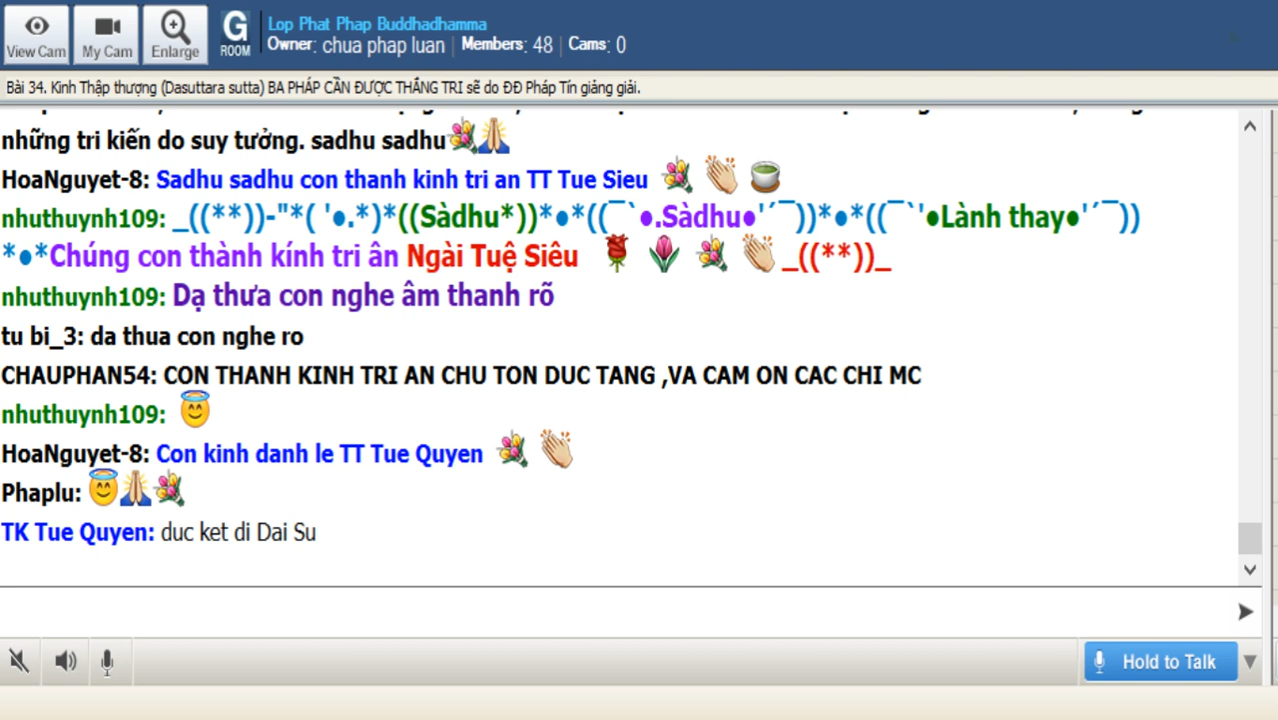 View Cam
My Cam
Enlarge
G
ROOM
Lop Phat Phap Buddhadhamma
Owner: chua phap luan | Members: 48 | Cams: 0
Bài 34. Kinh Thập thượng (Dasuttara sutta) BA PHÁP CẦN ĐƯỢC THẮNG TRI sẽ do ĐĐ Pháp Tín giảng giải.
những tri kiến do suy tưởng. sadhu sadhu💐🙏
HoaNguyet-8: Sadhu sadhu con thanh kinh tri an TT Tue Sieu 💐 👏 🍵
nhuthuynh109: _((**))-"*( '●.*)*((Sàdhu*))*●*((¯`●.Sàdhu●'´¯))*●*((¯`'●Lành thay●'´¯))
*●*Chúng con thành kính tri ân Ngài Tuệ Siêu 🌹 🌷 💐 👏_((**))_
nhuthuynh109: Dạ thưa con nghe âm thanh rõ
tu bi_3: da thua con nghe ro
CHAUPHAN54: CON THANH KINH TRI AN CHU TON DUC TANG ,VA CAM ON CAC CHI MC
nhuthuynh109: 😇
HoaNguyet-8: Con kinh danh le TT Tue Quyen 💐 👏
Phaplu: 😇🙏💐
TK Tue Quyen: duc ket di Dai Su
Hold to Talk